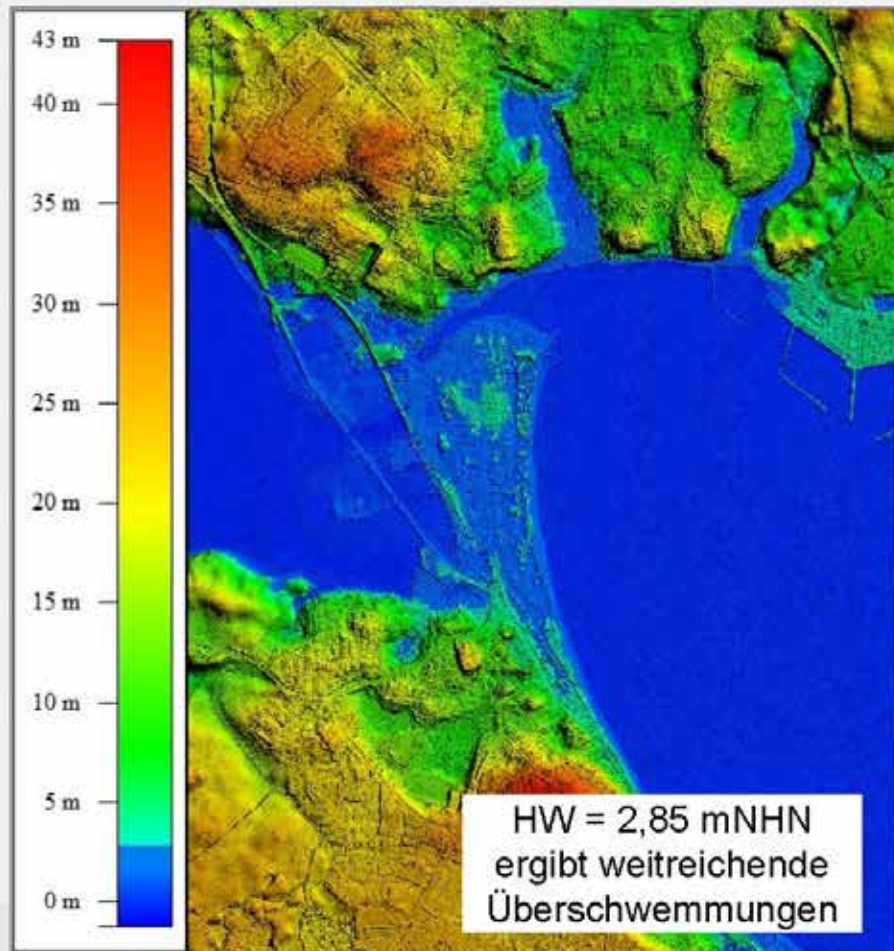 43 m
40 m
35 m
30 m
25 m
20 m
15 m
10 m
5 m
0 m
HW = 2,85 mNHN
ergibt weitreichende
Überschwemmungen